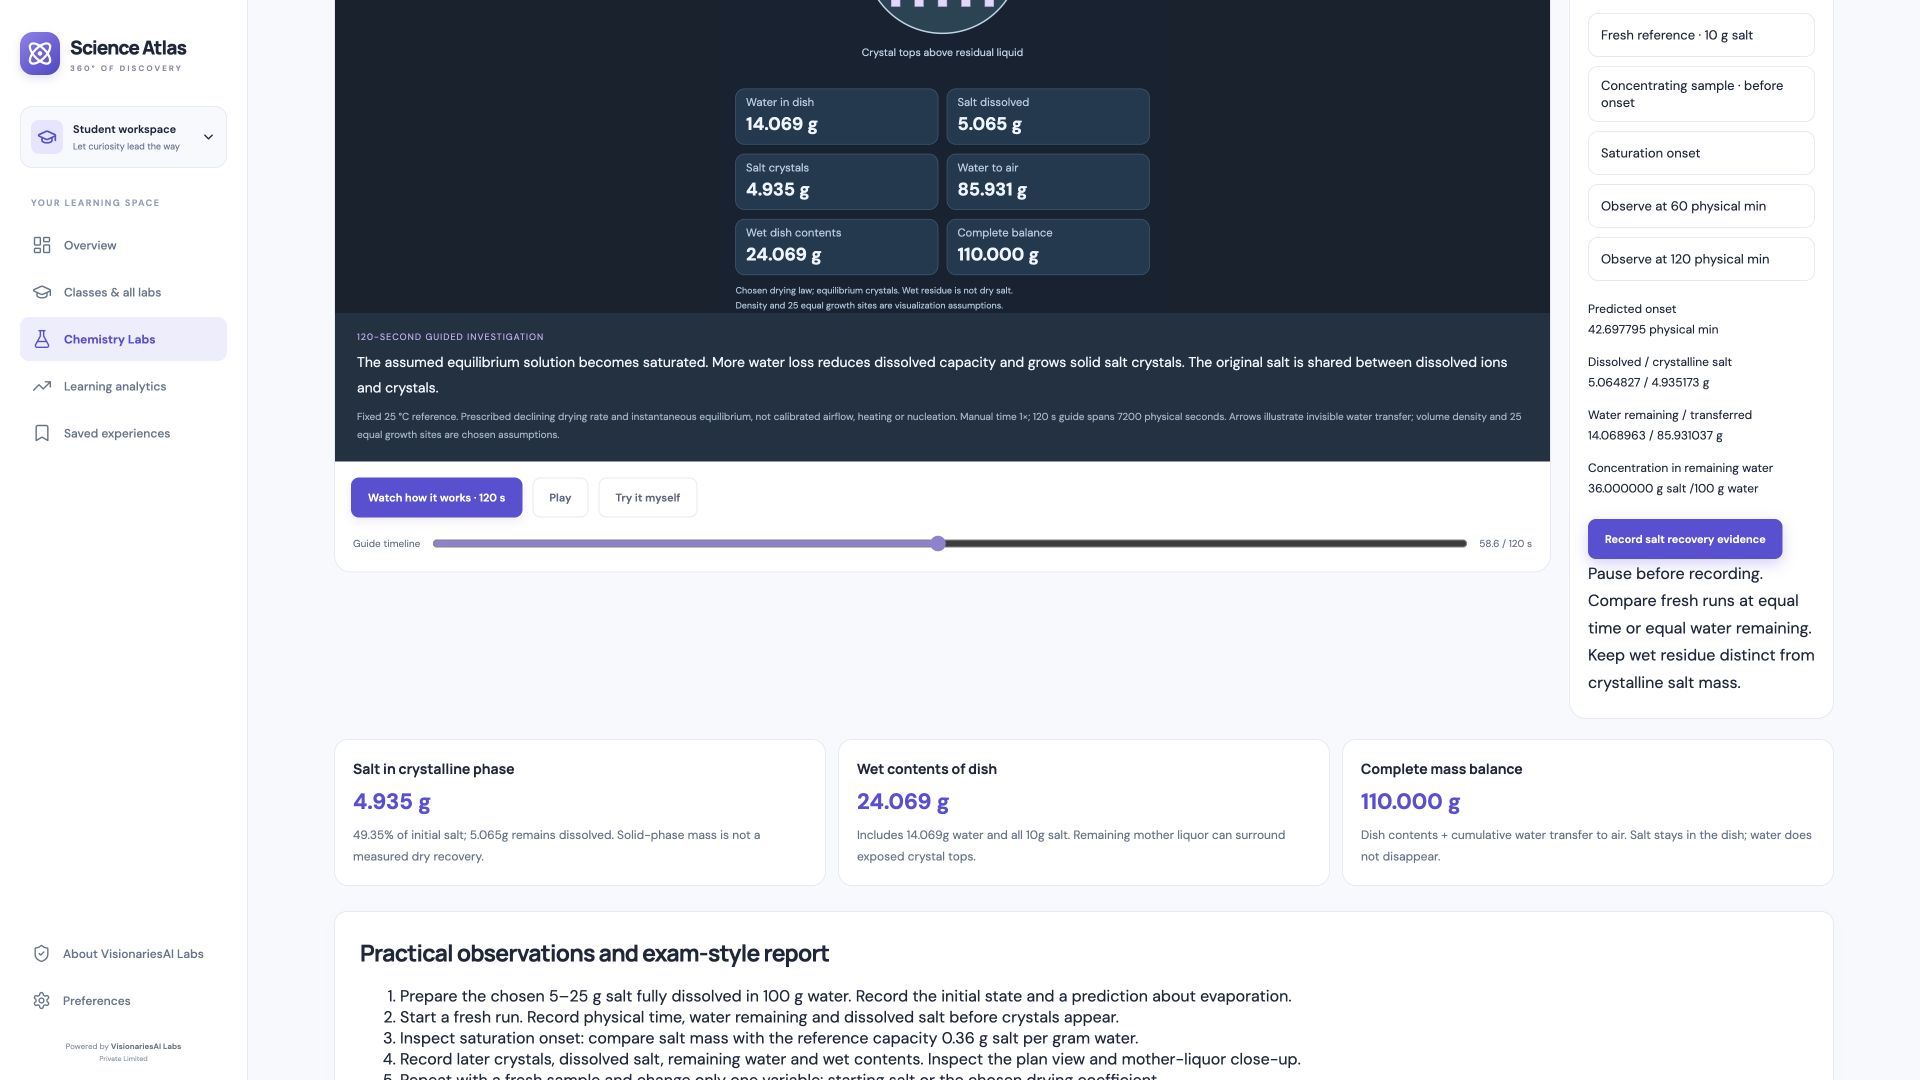 Science Atlas
360° OF DISCOVERY
Student workspace
Let curiosity lead the way
YOUR LEARNING SPACE
Overview
Classes & all labs
Chemistry Labs
Learning analytics
Saved experiences
About VisionariesAI Labs
Preferences
Powered by VisionariesAI Labs
Private Limited
Crystal tops above residual liquid
Water in dish
14.069 g
Salt dissolved
5.065 g
Salt crystals
4.935 g
Water to air
85.931 g
Wet dish contents
24.069 g
Complete balance
110.000 g
Chosen drying law; equilibrium crystals. Wet residue is not dry salt.
Density and 25 equal growth sites are visualization assumptions.
120-SECOND GUIDED INVESTIGATION
The assumed equilibrium solution becomes saturated. More water loss reduces dissolved capacity and grows solid salt crystals. The original salt is shared between dissolved ions
and crystals.
Fixed 25 °C reference. Prescribed declining drying rate and instantaneous equilibrium, not calibrated airflow, heating or nucleation. Manual time 1×; 120 s guide spans 7200 physical seconds. Arrows illustrate invisible water transfer; volume density and 25
equal growth sites are chosen assumptions.
Watch how it works · 120 s
Play
Try it myself
Guide timeline
58.6 / 120 s
Fresh reference · 10 g salt
Concentrating sample · before
onset
Saturation onset
Observe at 60 physical min
Observe at 120 physical min
Predicted onset
42.697795 physical min
Dissolved / crystalline salt
5.064827 / 4.935173 g
Water remaining / transferred
14.068963 / 85.931037 g
Concentration in remaining water
36.000000 g salt /100 g water
Record salt recovery evidence
Pause before recording.
Compare fresh runs at equal
time or equal water remaining.
Keep wet residue distinct from
crystalline salt mass.
Salt in crystalline phase
4.935 g
49.35% of initial salt; 5.065g remains dissolved. Solid-phase mass is not a
measured dry recovery.
Wet contents of dish
24.069 g
Includes 14.069g water and all 10g salt. Remaining mother liquor can surround
exposed crystal tops.
Complete mass balance
110.000 g
Dish contents + cumulative water transfer to air. Salt stays in the dish; water does
not disappear.
Practical observations and exam-style report
1. Prepare the chosen 5–25 g salt fully dissolved in 100 g water. Record the initial state and a prediction about evaporation.
2. Start a fresh run. Record physical time, water remaining and dissolved salt before crystals appear.
3. Inspect saturation onset: compare salt mass with the reference capacity 0.36 g salt per gram water.
4. Record later crystals, dissolved salt, remaining water and wet contents. Inspect the plan view and mother-liquor close-up.
5. Repeat with a fresh sample and change only one variable: starting salt or the chosen drying coefficient.